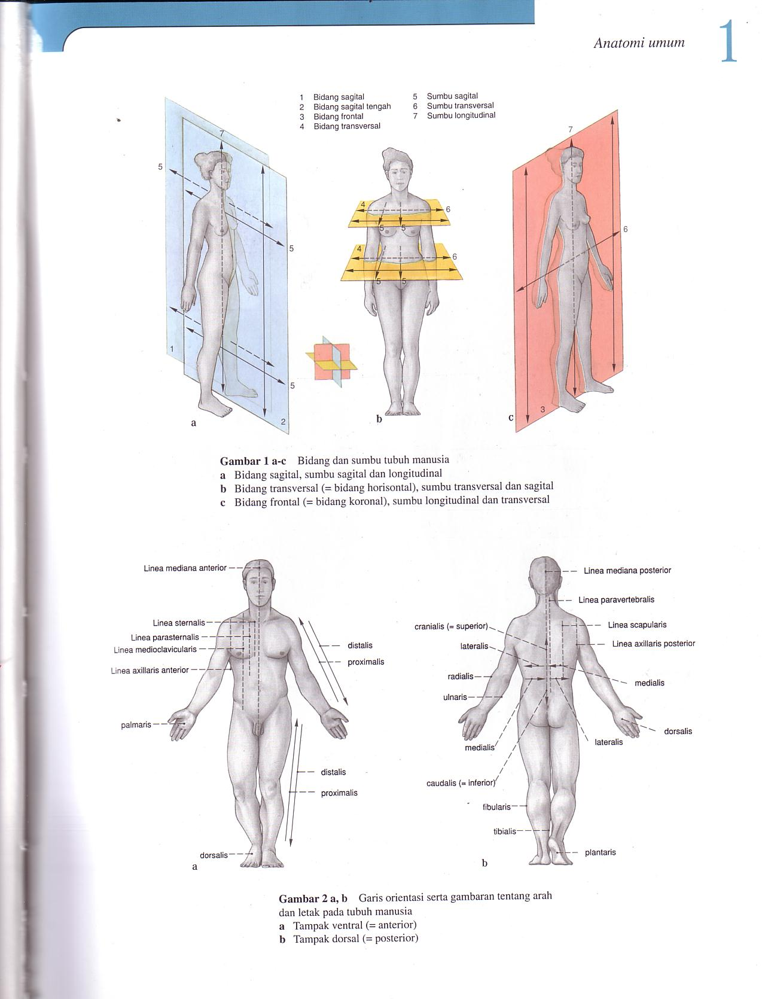 Anatomi umum
1
1 Bidang sagital
2 Bidang sagital tengah
3 Bidang frontal
4 Bidang transversal
5 Sumbu sagital
6 Sumbu transversal
7 Sumbu longitudinal
7
5
5
1
5
2
a
4
6
5
5
4
6
5
5
b
7
6
3
c
Gambar 1 a-c Bidang dan sumbu tubuh manusia
a Bidang sagital, sumbu sagital dan longitudinal
b Bidang transversal (= bidang horisontal), sumbu transversal dan sagital
c Bidang frontal (= bidang koronal), sumbu longitudinal dan transversal
Linea mediana anterior
Linea sternalis
Linea parasternalis
Linea medioclavicularis
Linea axillaris anterior
palmaris
distalis
proximalis
distalis
proximalis
dorsalis
a
Linea mediana posterior
Linea paravertebralis
cranialis (= superior)
Linea scapularis
lateralis
Linea axillaris posterior
radialis
medialis
ulnaris
dorsalis
medialis
lateralis
caudalis (= inferior)
fibularis
tibialis
plantaris
b
Gambar 2 a, b Garis orientasi serta gambaran tentang arah
dan letak pada tubuh manusia
a Tampak ventral (= anterior)
b Tampak dorsal (= posterior)